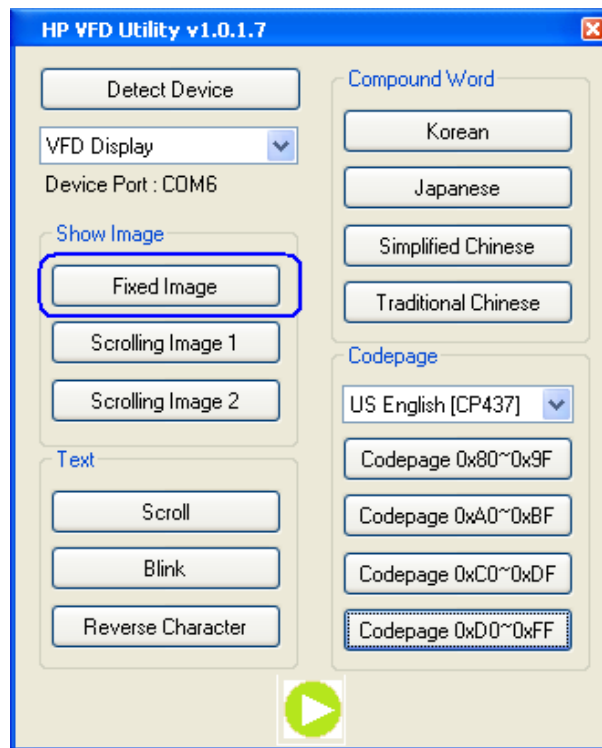 HP VFD Utility v1.0.1.7
Detect Device
VFD Display
Device Port : COM6
Show Image
Fixed Image
Scrolling Image 1
Scrolling Image 2
Text
Scroll
Blink
Reverse Character
Compound Word
Korean
Japanese
Simplified Chinese
Traditional Chinese
Codepage
US English [CP437]
Codepage 0x80~0x9F
Codepage 0xA0~0xBF
Codepage 0xC0~0xDF
Codepage 0xD0~0xFF